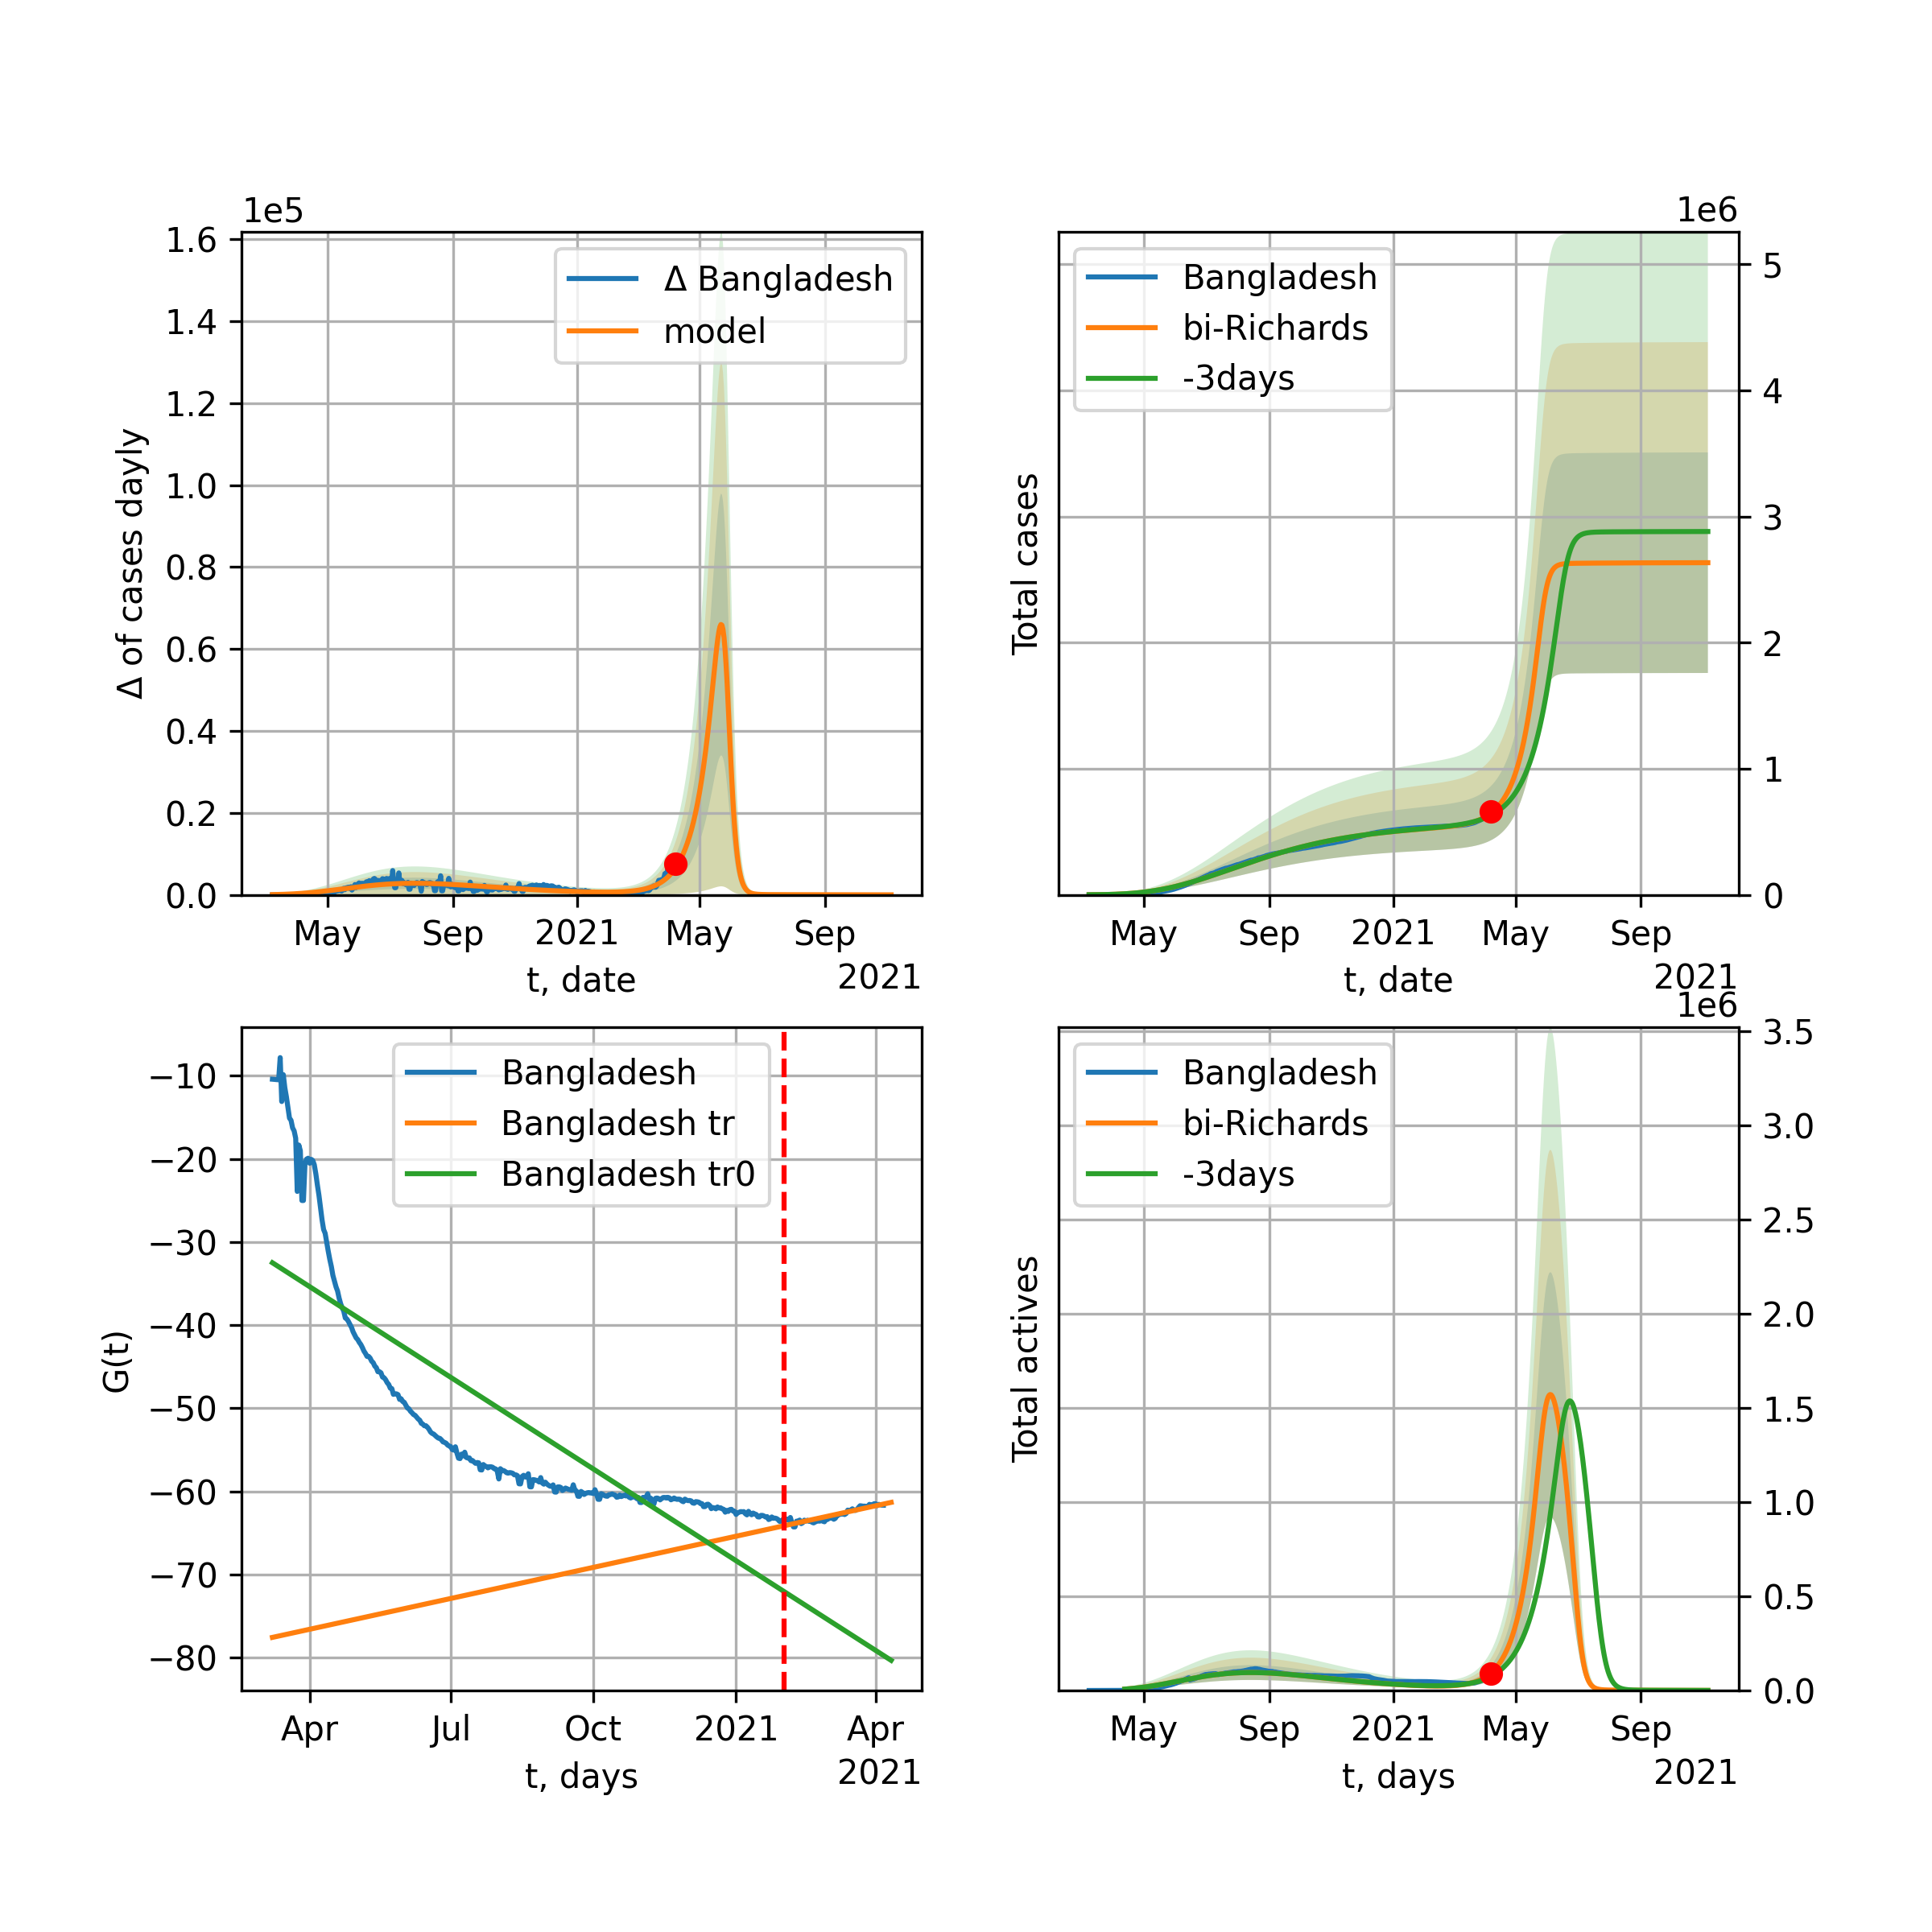 1e5
1.6
1.4
1.2
1.0
0.8
0.6
0.4
0.2
0.0
Δ of cases dayly
Δ Bangladesh
model
May Sep 2021 May Sep
t, date
2021
1e6
5
4
3
2
1
0
Total cases
Bangladesh
bi-Richards
-3days
May Sep 2021 May Sep
t, date
2021
−10
−20
−30
−40
−50
−60
−70
−80
G(t)
Bangladesh
Bangladesh tr
Bangladesh tr0
Apr Jul Oct 2021 Apr
t, days
2021
1e6
3.5
3.0
2.5
2.0
1.5
1.0
0.5
0.0
Total actives
Bangladesh
bi-Richards
-3days
May Sep 2021 May Sep
t, days
2021